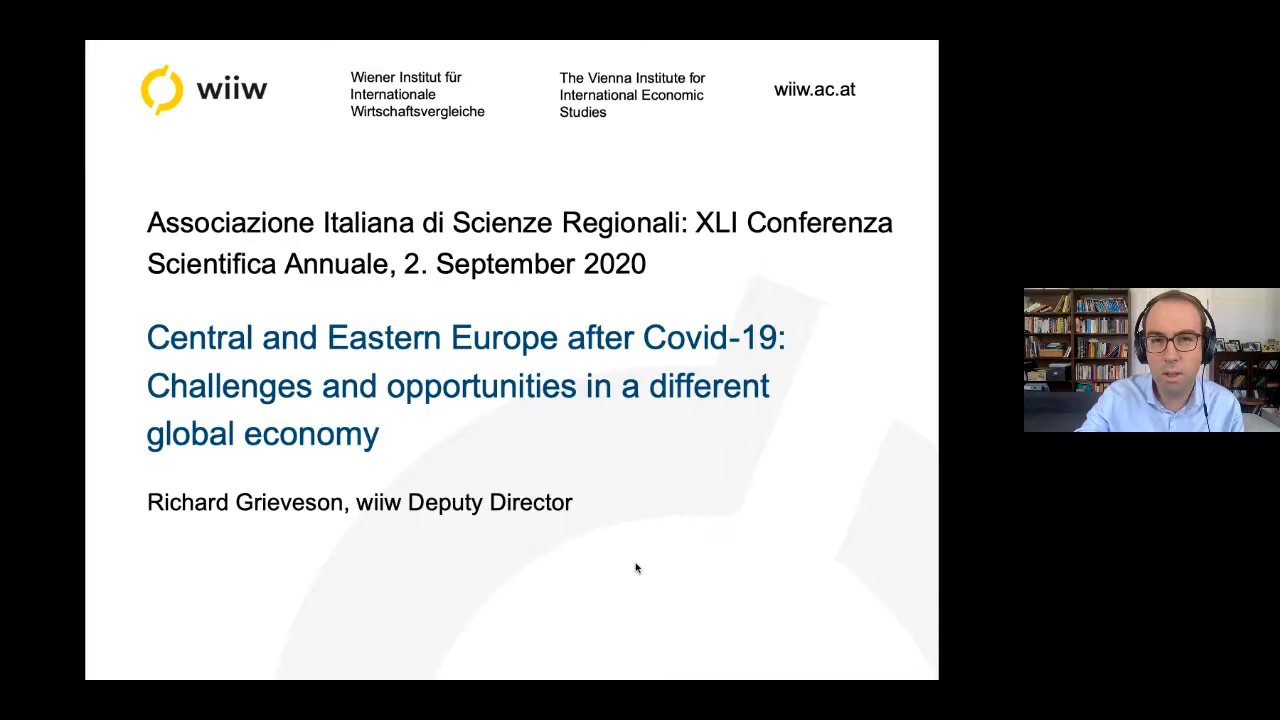 wiiw
Wiener Institut für
Internationale
Wirtschaftsvergleiche
The Vienna Institute for
International Economic
Studies
wiiw.ac.at
Associazione Italiana di Scienze Regionali: XLI Conferenza
Scientifica Annuale, 2. September 2020
Central and Eastern Europe after Covid-19:
Challenges and opportunities in a different
global economy
Richard Grieveson, wiiw Deputy Director